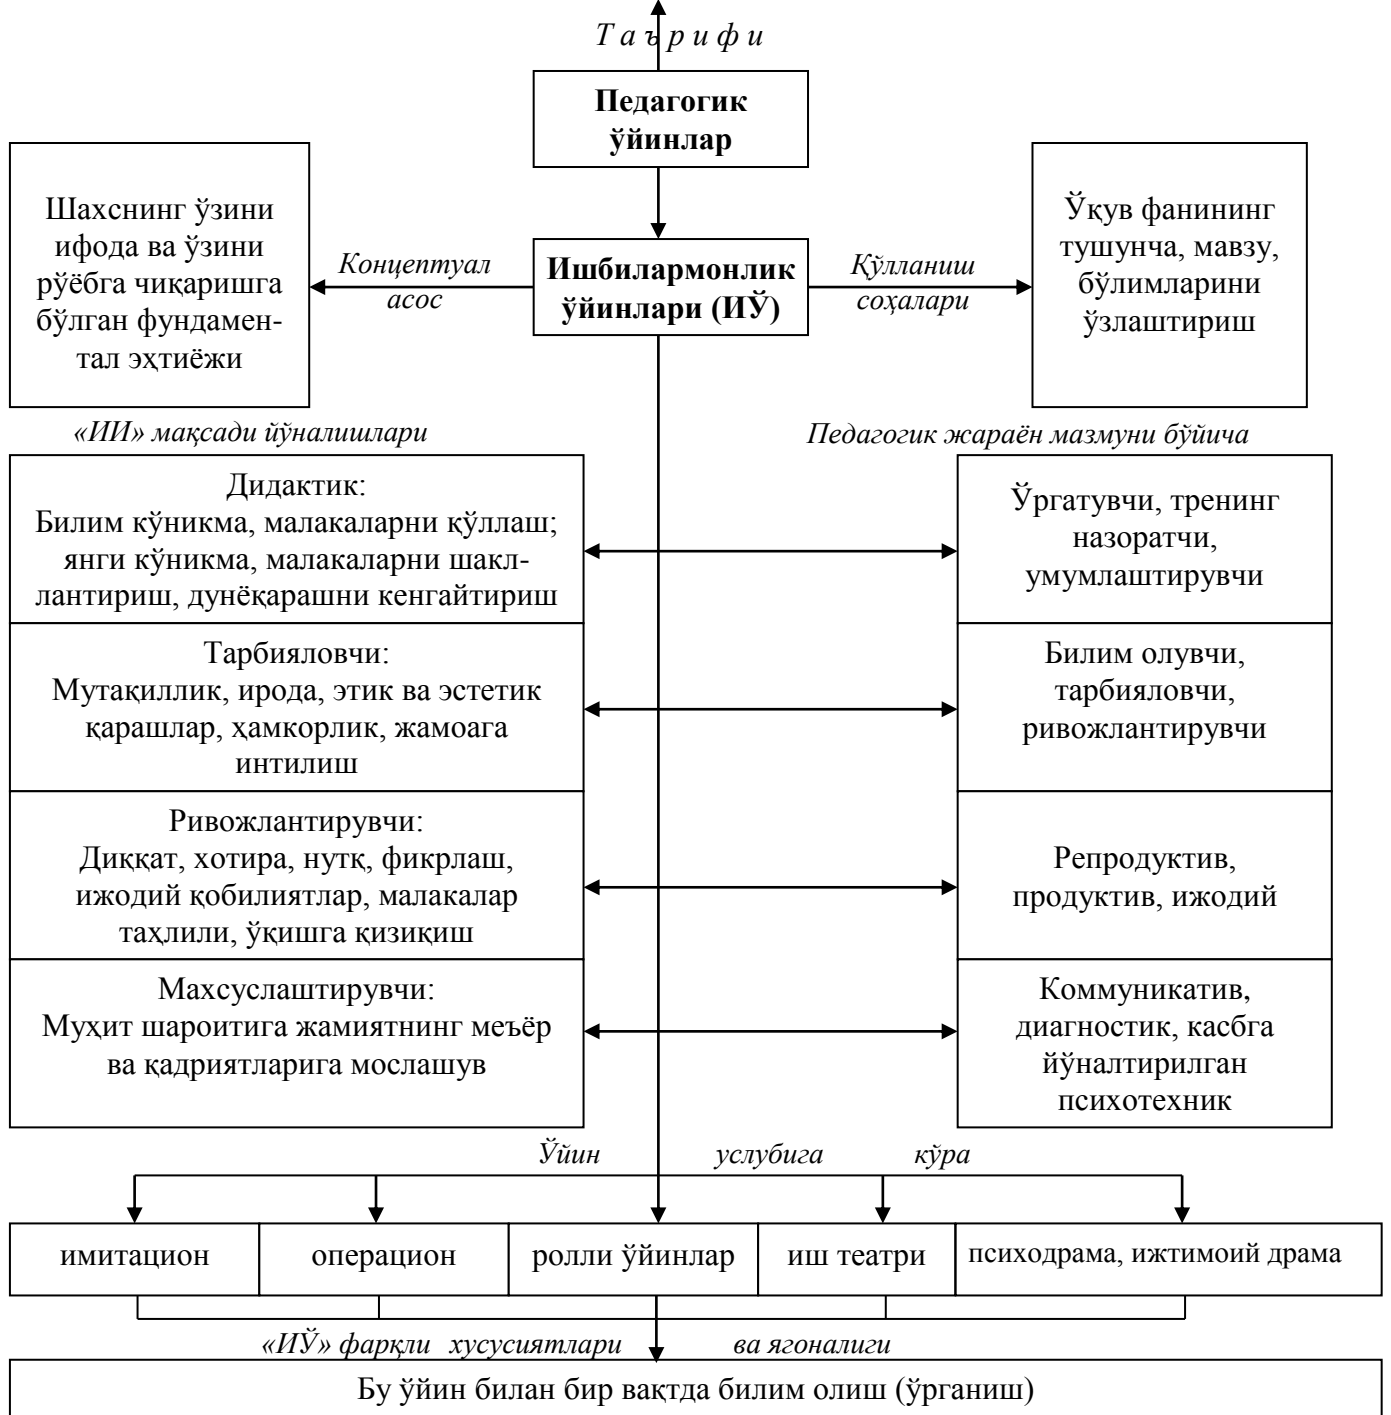 Таърифи
Педагогик
ўйинлар
Шахснинг ўзини
ифода ва ўзини
рўёбга чиқаришга
бўлган фундамен-
тал эҳтиёжи
Концептуал
асос
Ишбилармонлик
ўйинлари (ИЎ)
Қўлланиш
соҳалари
Ўқув фанининг
тушунча, мавзу,
бўлимларини
ўзлаштириш
«ИИ» мақсади йўналишлари
Педагогик жараён мазмуни бўйича
Дидактик:
Билим кўникма, малакаларни қўллаш;
янги кўникма, малакаларни шакл-
лантириш, дунёқарашни кенгайтириш
Ўргатувчи, тренинг
назоратчи,
умумлаштирувчи
Тарбияловчи:
Мутақиллик, ирода, этик ва эстетик
қарашлар, ҳамкорлик, жамоага
интилиш
Билим олувчи,
тарбияловчи,
ривожлантирувчи
Ривожлантирувчи:
Диққат, хотира, нутқ, фикрлаш,
ижодий қобилиятлар, малакалар
таҳлили, ўқишга қизиқиш
Репродуктив,
продуктив, ижодий
Махсуслаштирувчи:
Муҳит шароитига жамиятнинг меъёр
ва қадриятларига мослашув
Коммуникатив,
диагностик, касбга
йўналтирилган
психотехник
Ўйин услубига кўра
имитацион
операцион
ролли ўйинлар
иш театри
психодрама, ижтимоий драма
«ИЎ» фарқли хусусиятлари ва ягоналиги
Бу ўйин билан бир вақтда билим олиш (ўрганиш)